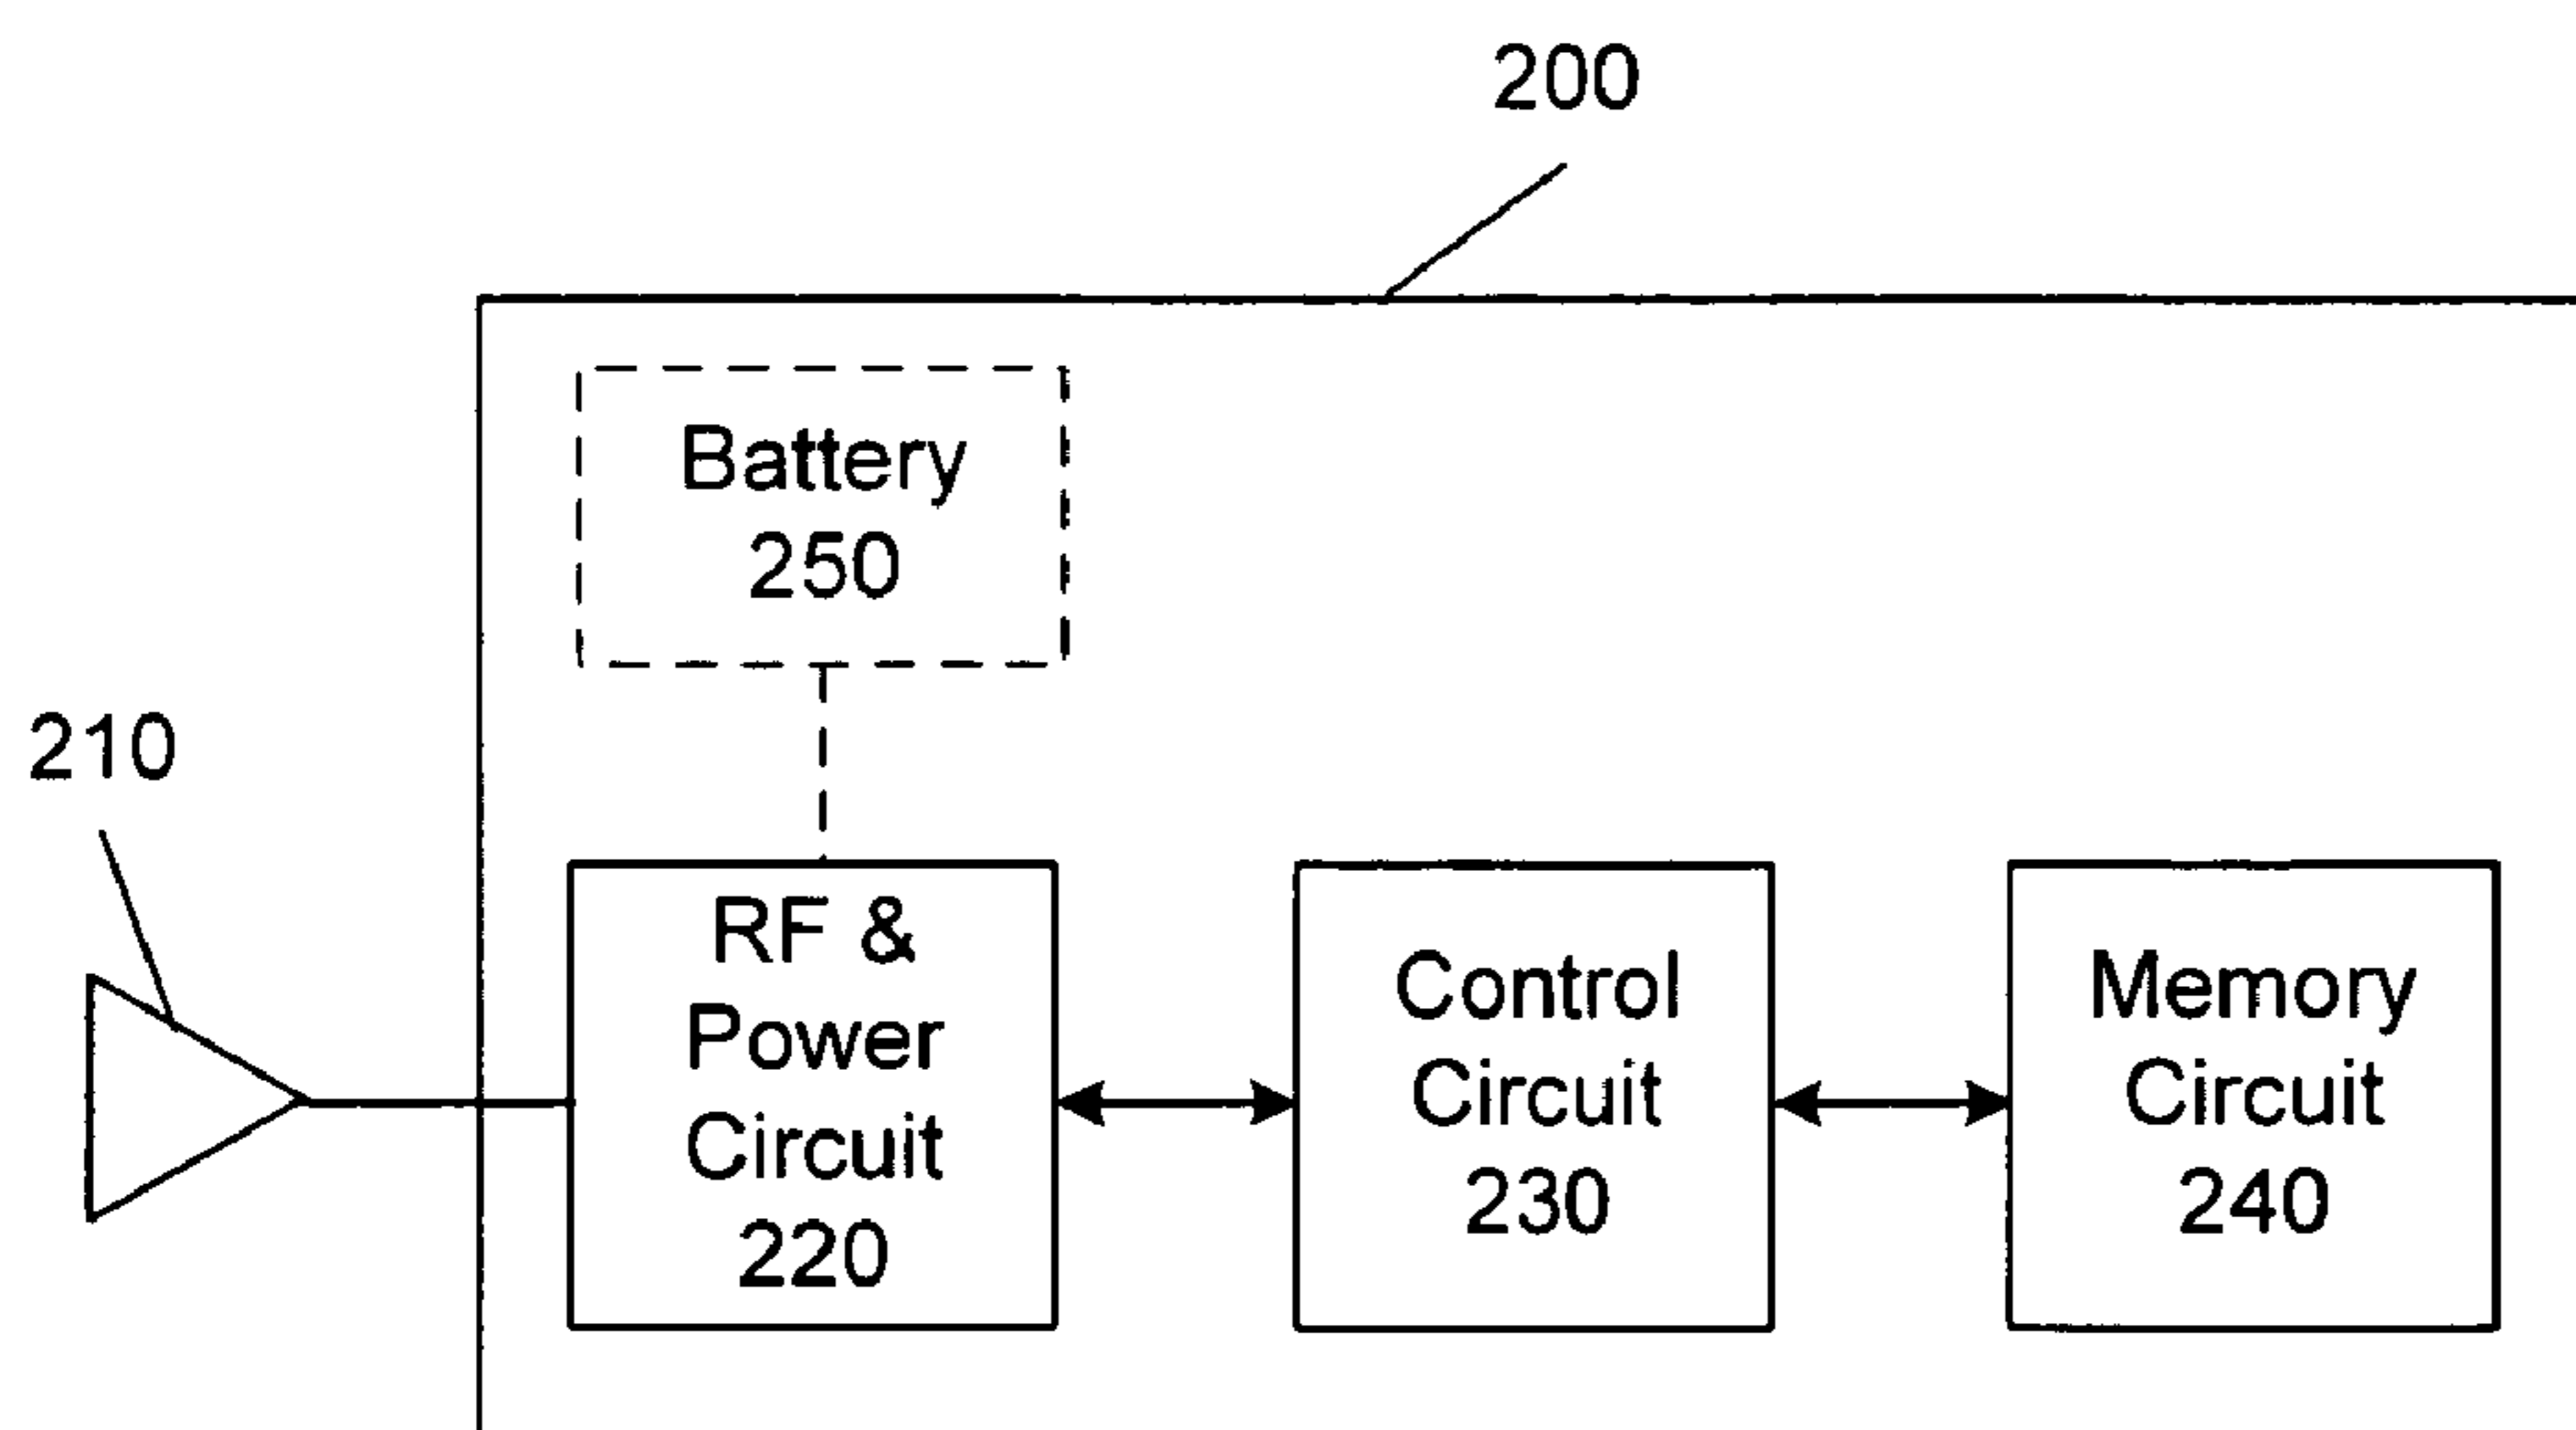 200
Battery
250
210
RF &
Power
Circuit
220
Control
Circuit
230
Memory
Circuit
240